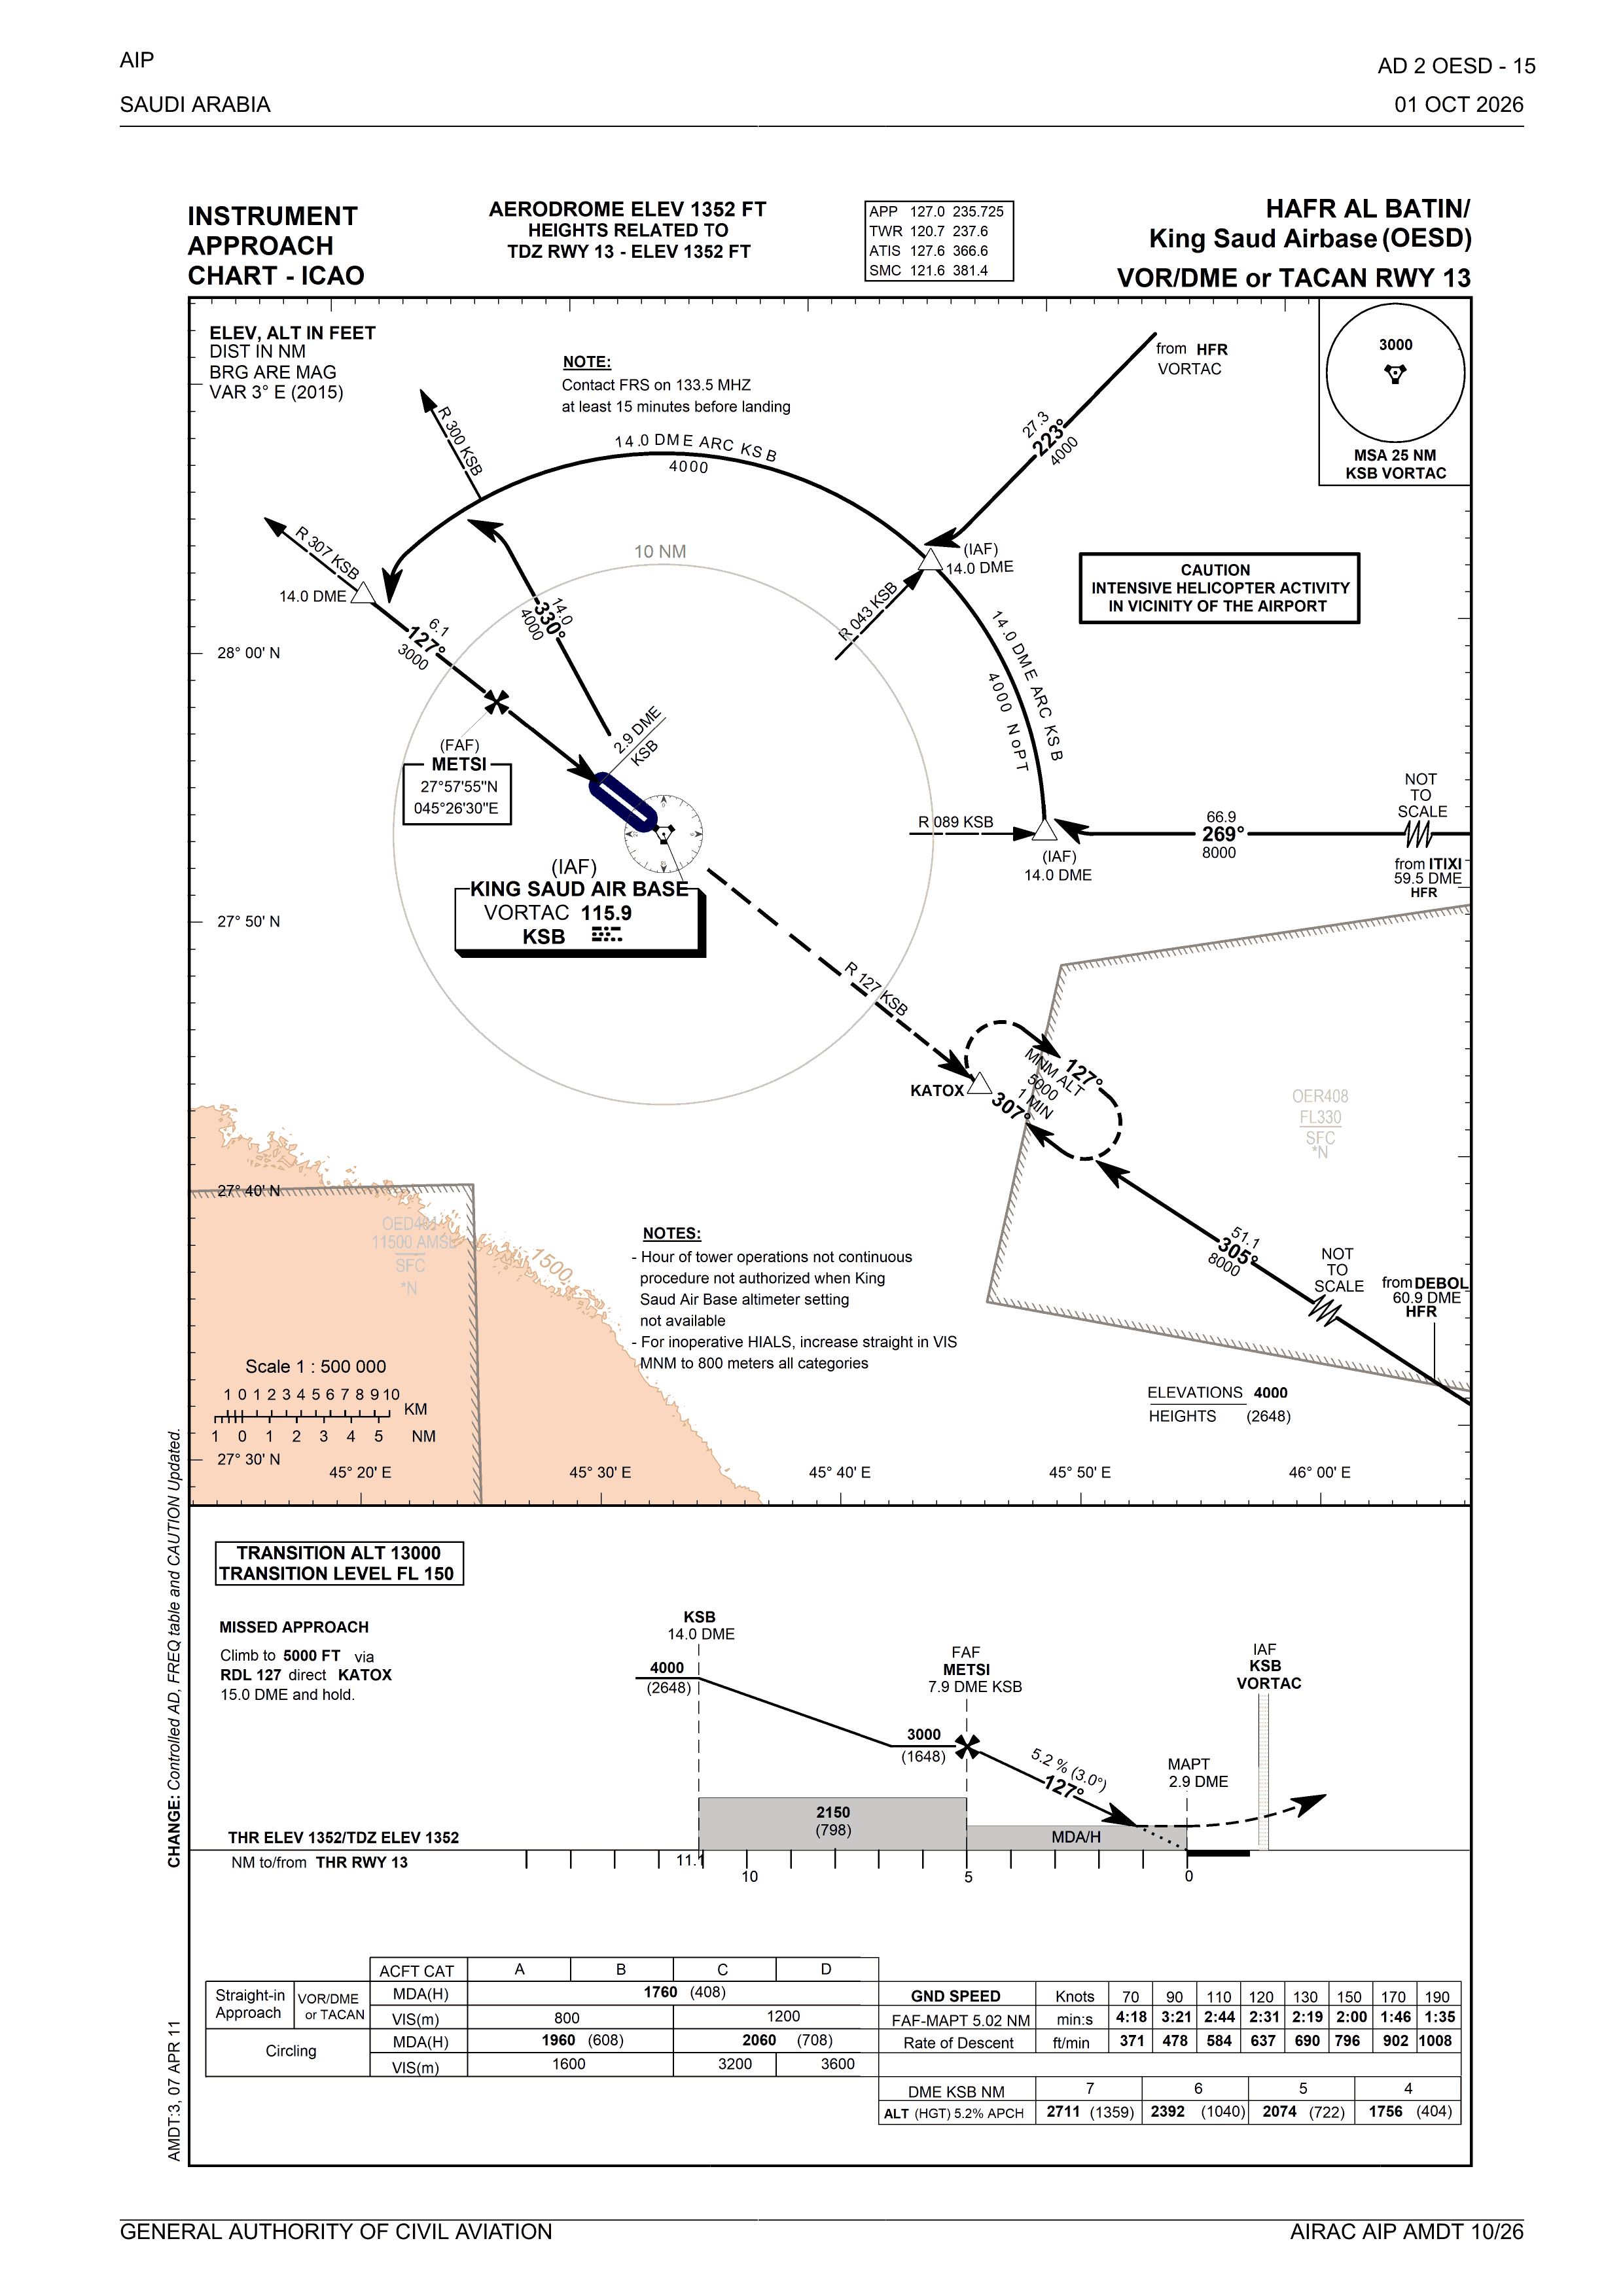 AIP
AD 2 OESD - 15
SAUDI ARABIA
01 OCT 2026
INSTRUMENT
APPROACH
CHART - ICAO
AERODROME ELEV 1352 FT
HEIGHTS RELATED TO
TDZ RWY 13 - ELEV 1352 FT
APP 127.0 235.725
TWR 120.7 237.6
ATIS 127.6 366.6
SMC 121.6 381.4
HAFR AL BATIN/
King Saud Airbase (OESD)
VOR/DME or TACAN RWY 13
ELEV, ALT IN FEET
DIST IN NM
BRG ARE MAG
VAR 3° E (2015)
NOTE:
Contact FRS on 133.5 MHZ
at least 15 minutes before landing
from HFR
VORTAC
3000
MSA 25 NM
KSB VORTAC
27.3
223°
4000
R 300 KSB
14.0 DME ARC KSB
4000
R 307 KSB
14.0 DME
10 NM
(IAF)
14.0 DME
R 043 KSB
CAUTION
INTENSIVE HELICOPTER ACTIVITY
IN VICINITY OF THE AIRPORT
6.1
127°
3000
14.0
330°
4000
14.0 DME ARC KSB
4000 NoPT
28° 00' N
2.9 DME
KSB
(FAF)
METSI
27°57'55"N
045°26'30"E
R 089 KSB
(IAF)
14.0 DME
66.9
269°
8000
NOT
TO
SCALE
from ITIXI
59.5 DME
HFR
(IAF)
KING SAUD AIR BASE
VORTAC 115.9
KSB
27° 50' N
R 127 KSB
KATOX
MNM ALT
5000
1 MIN
127°
307°
OER408
FL330
SFC
*N
27° 40' N
11500 AMSL
SFC
*N
1500
51.1
305°
8000
NOT
TO
SCALE
from DEBOL
60.9 DME
HFR
NOTES:
- Hour of tower operations not continuous
procedure not authorized when King
Saud Air Base altimeter setting
not available
- For inoperative HIALS, increase straight in VIS
MNM to 800 meters all categories
Scale 1 : 500 000
1 0 1 2 3 4 5 6 7 8 9 10
KM
1 0 1 2 3 4 5 NM
ELEVATIONS 4000
HEIGHTS (2648)
27° 30' N
45° 20' E
45° 30' E
45° 40' E
45° 50' E
46° 00' E
CHANGE: Controlled AD, FREQ table and CAUTION Updated.
TRANSITION ALT 13000
TRANSITION LEVEL FL 150
MISSED APPROACH
Climb to 5000 FT via
RDL 127 direct KATOX
15.0 DME and hold.
KSB
14.0 DME
4000
(2648)
FAF
METSI
7.9 DME KSB
3000
(1648)
5.2 % (3.0°)
127°
IAF
KSB
VORTAC
MAPT
2.9 DME
2150
(798)
MDA/H
THR ELEV 1352/TDZ ELEV 1352
NM to/from THR RWY 13
11.1
10
5
0
ACFT CAT A B C D
Straight-in
Approach
VOR/DME
or TACAN
MDA(H) 1760 (408)
VIS(m) 800 1200
Circling
MDA(H) 1960 (608) 2060 (708)
VIS(m) 1600 3200 3600
GND SPEED Knots 70 90 110 120 130 150 170 190
FAF-MAPT 5.02 NM min:s 4:18 3:21 2:44 2:31 2:19 2:00 1:46 1:35
Rate of Descent ft/min 371 478 584 637 690 796 902 1008
DME KSB NM 7 6 5 4
ALT (HGT) 5.2% APCH 2711 (1359) 2392 (1040) 2074 (722) 1756 (404)
AMDT:3, 07 APR 11
GENERAL AUTHORITY OF CIVIL AVIATION
AIRAC AIP AMDT 10/26